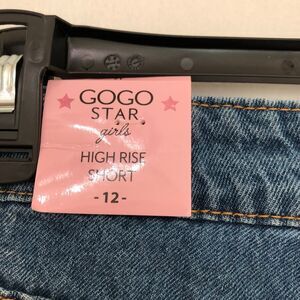 GOGO
STAR
girls
HIGH RISE
SHORT
-12-